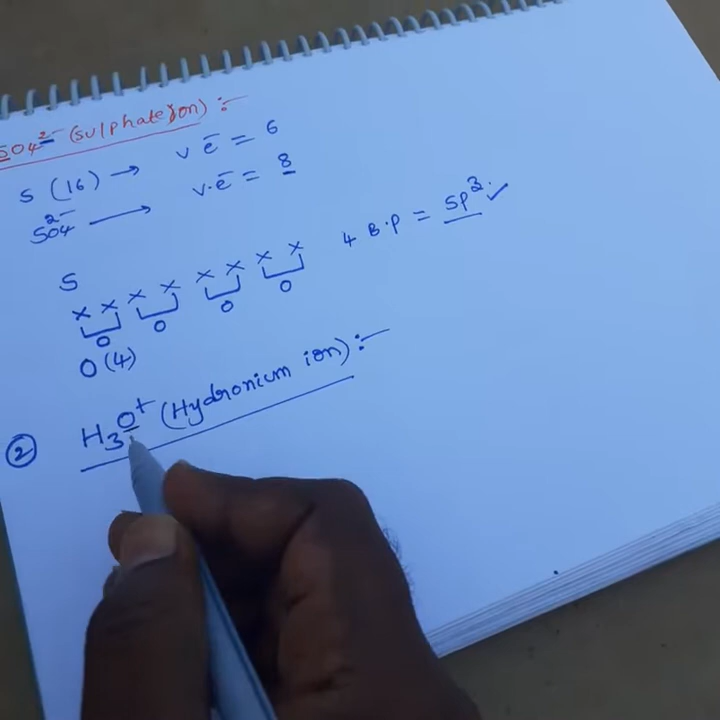 SO4²⁻ (sulphate ion) :-
S (16) → v e̅ = 6
SO4²⁻ → v.e̅ = 8
4 B.P = SP³. ✓
S
x x x x x x x x
O O O O
O (4)
② H₃O⁺ (Hydronium ion) :-